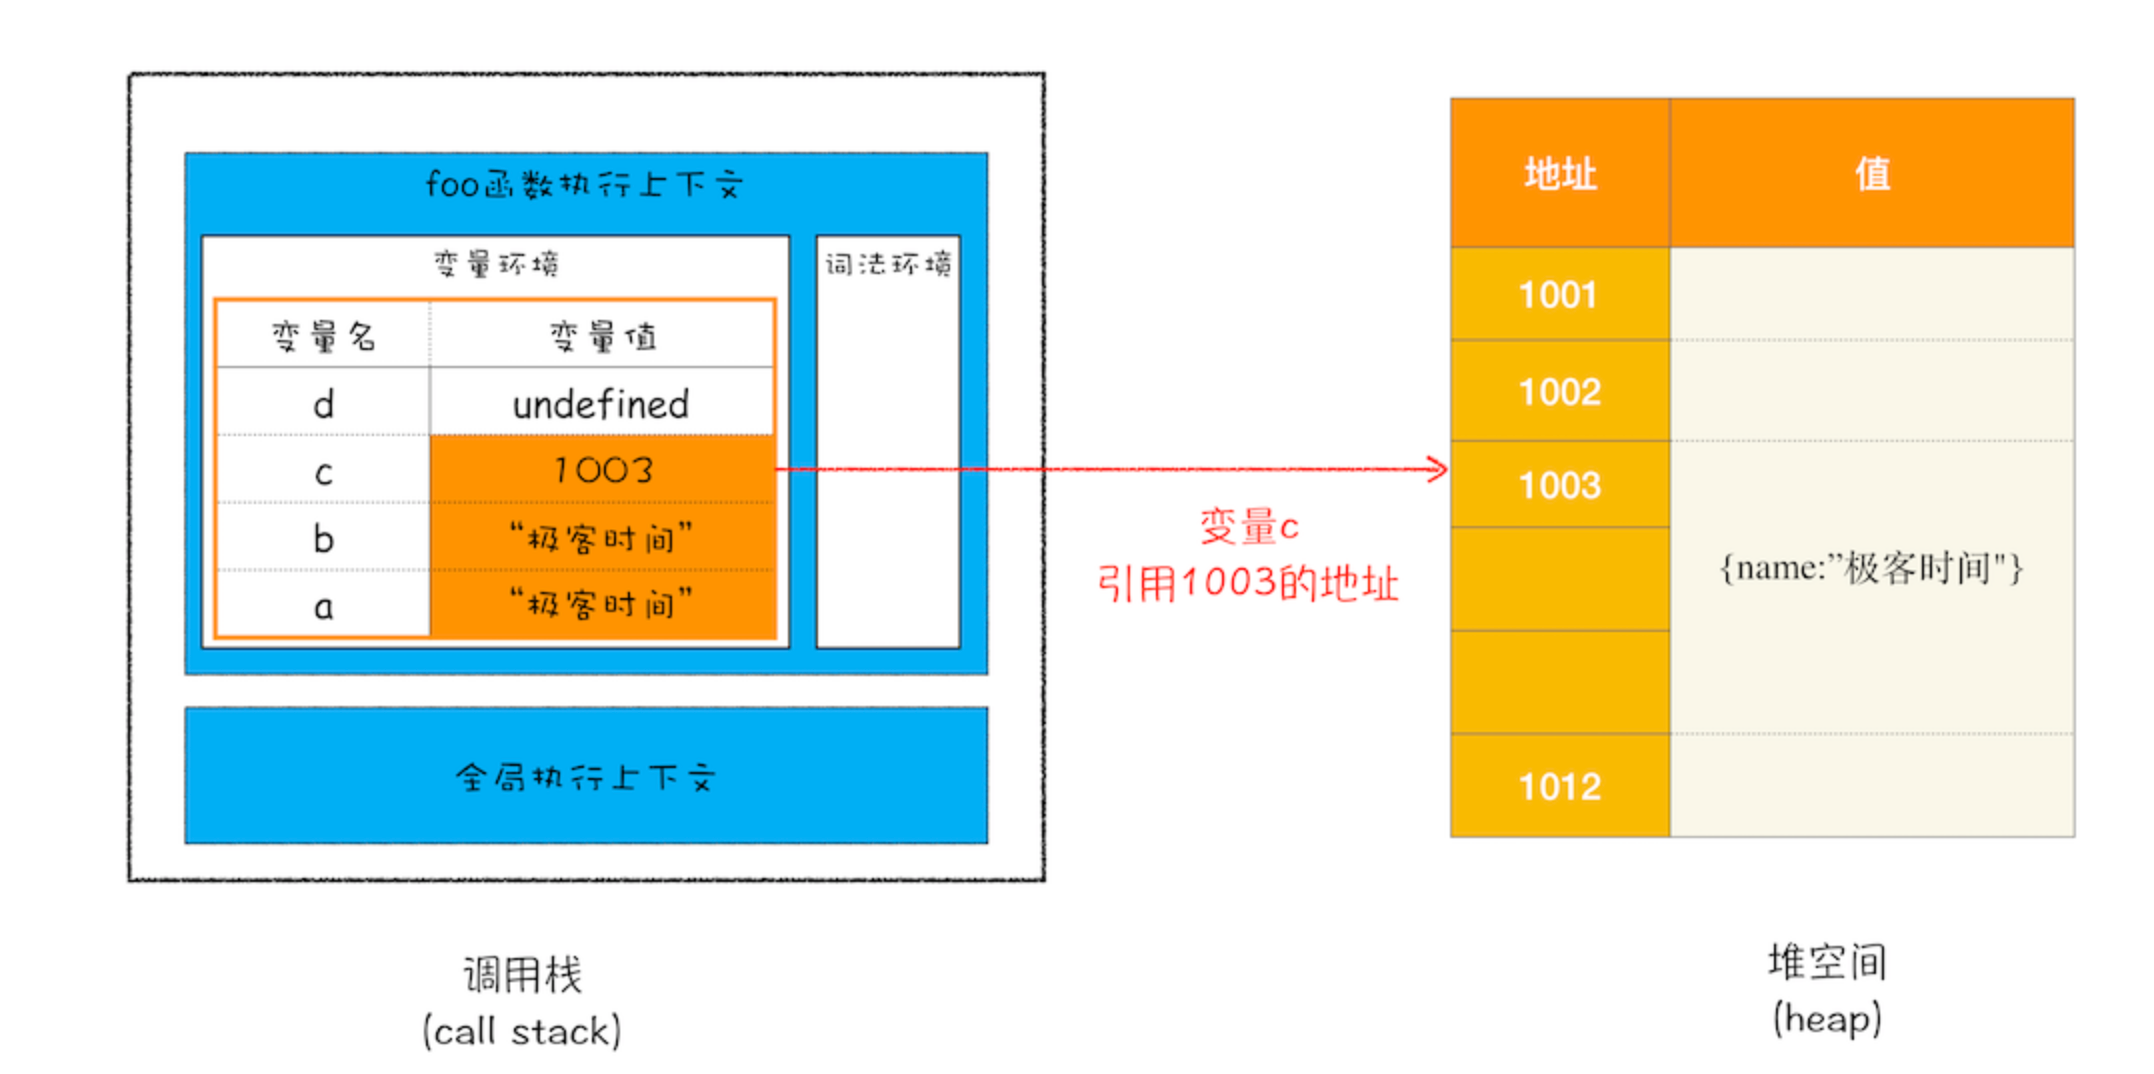 foo函数执行上下文
变量环境
词法环境
变量名 变量值
d undefined
c 1003
b “极客时间”
a “极客时间”
全局执行上下文
调用栈
(call stack)
变量c
引用1003的地址
地址 值
1001
1002
1003
{name:”极客时间"}
1012
堆空间
(heap)